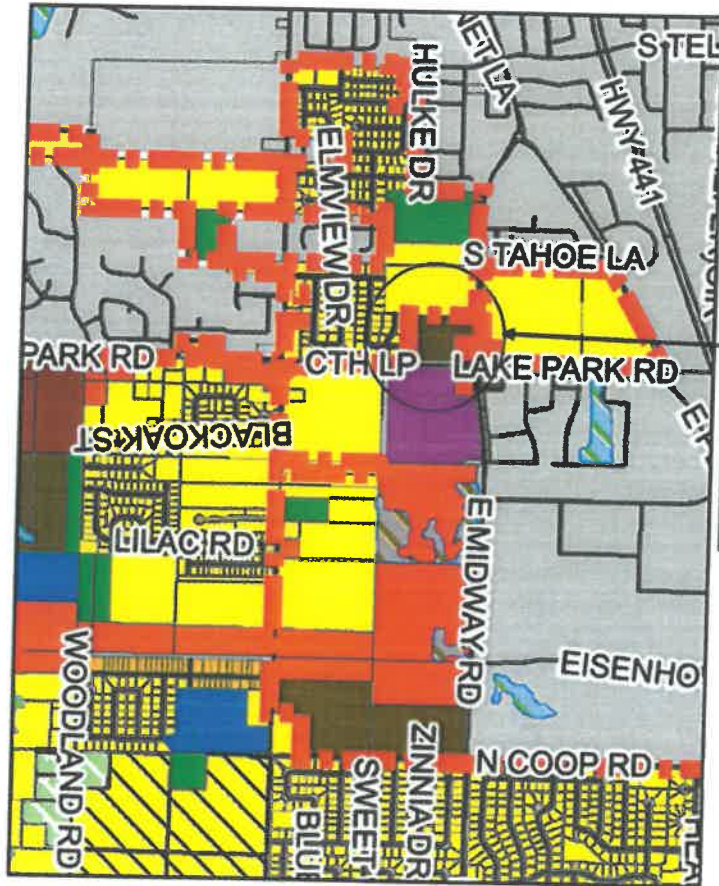 S TEL
HWY 441
HULKE DR
ELMVIEW DR
S TAHOE LA
PARK RD
CTH LP
LAKE PARK RD
BLACKOAK ST
LILAC RD
E MIDWAY RD
WOODLAND RD
EISENHO
ZINNIA DR
N COOP RD
SWEET
BLU